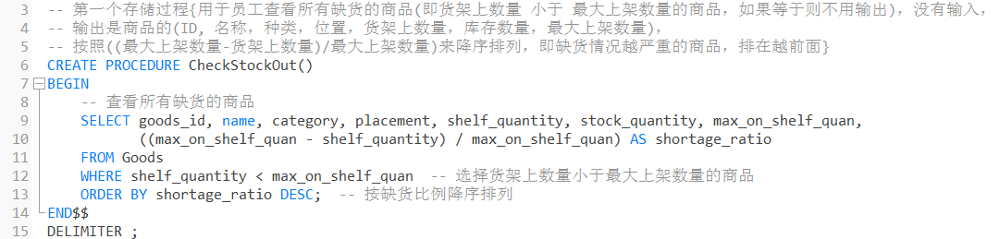 3 -- 第一个存储过程{用于员工查看所有缺货的商品(即货架上数量 小于 最大上架数量的商品，如果等于则不用输出)，没有输入，
4 -- 输出是商品的(ID, 名称，种类，位置，货架上数量，库存数量，最大上架数量)，
5 -- 按照((最大上架数量-货架上数量)/最大上架数量)来降序排列，即缺货情况越严重的商品，排在越前面}
6 CREATE PROCEDURE CheckStockOut()
7 BEGIN
8 -- 查看所有缺货的商品
9 SELECT goods_id, name, category, placement, shelf_quantity, stock_quantity, max_on_shelf_quan,
10 ((max_on_shelf_quan - shelf_quantity) / max_on_shelf_quan) AS shortage_ratio
11 FROM Goods
12 WHERE shelf_quantity < max_on_shelf_quan -- 选择货架上数量小于最大上架数量的商品
13 ORDER BY shortage_ratio DESC; -- 按缺货比例降序排列
14 END$$
15 DELIMITER ;